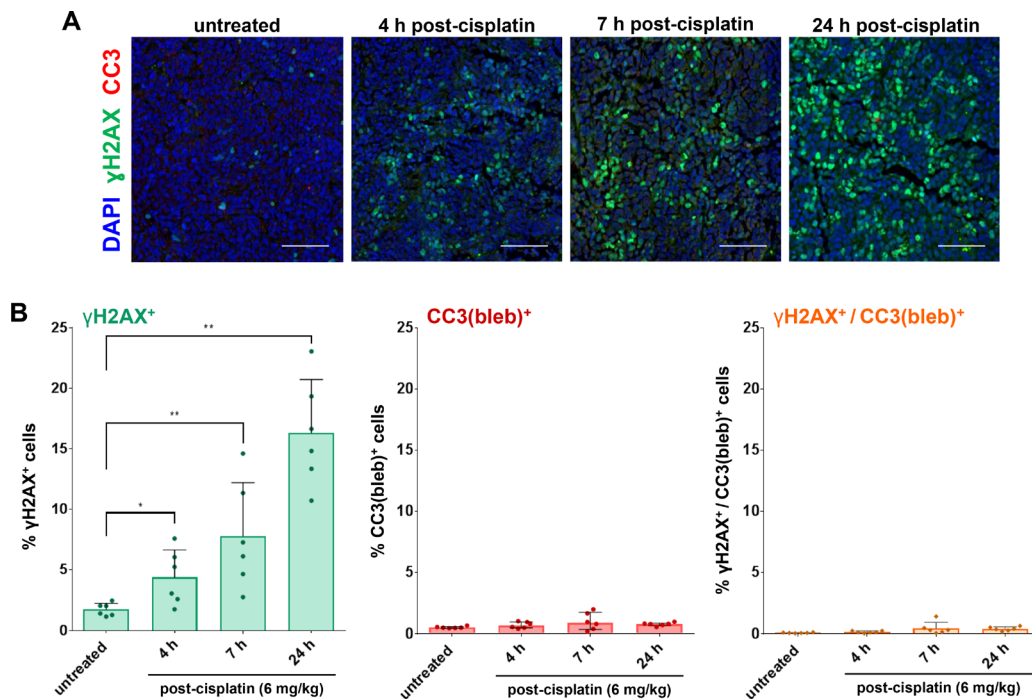 A
untreated
4 h post-cisplatin
7 h post-cisplatin
24 h post-cisplatin
DAPI γH2AX CC3
B
γH2AX⁺
% γH2AX⁺ cells
25
20
15
10
5
0
**
**
*
untreated
4 h
7 h
24 h
post-cisplatin (6 mg/kg)
CC3(bleb)⁺
% CC3(bleb)⁺ cells
25
20
15
10
5
0
untreated
4 h
7 h
24 h
post-cisplatin (6 mg/kg)
γH2AX⁺ / CC3(bleb)⁺
% γH2AX⁺ / CC3(bleb)⁺ cells
25
20
15
10
5
0
untreated
4 h
7 h
24 h
post-cisplatin (6 mg/kg)